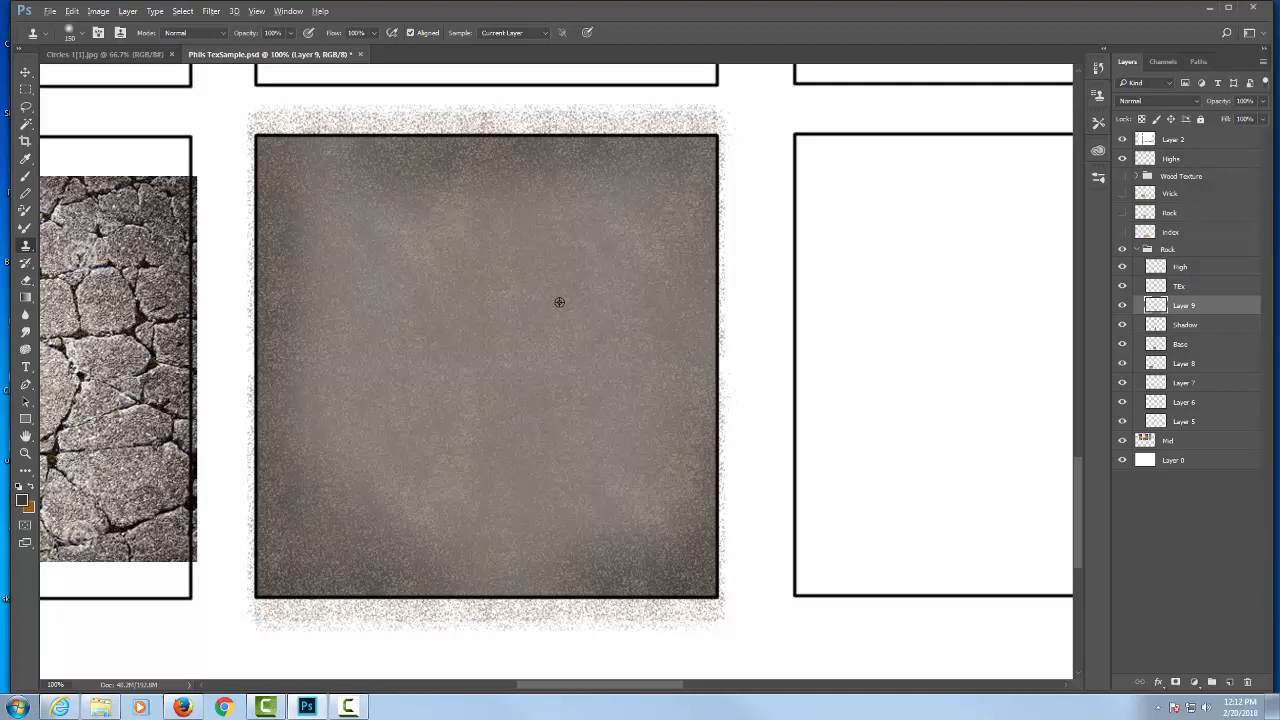 Ps File Edit Image Layer Type Select Filter 3D View Window Help
150 Mode: Normal Opacity: 100% Flow: 100% Aligned Sample: Current Layer
Circles 1[1].jpg @ 66.7% (RGB/8#) × Phils TexSample.psd @ 100% (Layer 9, RGB/8) * ×
Layers Channels Paths
Kind
Normal Opacity: 100%
Lock: Fill: 100%
Layer 2
Highs
Wood Texture
Vrick
Rock
Index
Rock
High
TEx
Layer 9
Shadow
Base
Layer 8
Layer 7
Layer 6
Layer 5
Mid
Layer 0
100% Doc: 48.2M/192.8M
fx
Ps
12:12 PM
2/20/2018